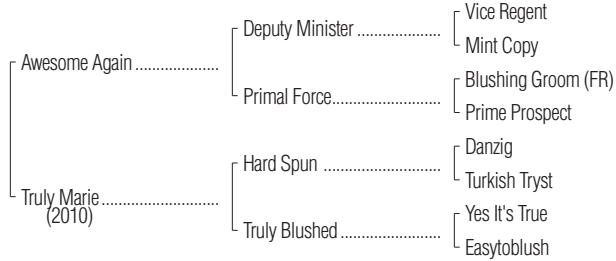 Vice Regent
Deputy Minister ....................
Mint Copy
Awesome Again ....................
Blushing Groom (FR)
Primal Force..........................
Prime Prospect
Danzig
Hard Spun ............................
Turkish Tryst
Truly Marie ............................
(2010)
Yes It's True
Truly Blushed ........................
Easytoblush